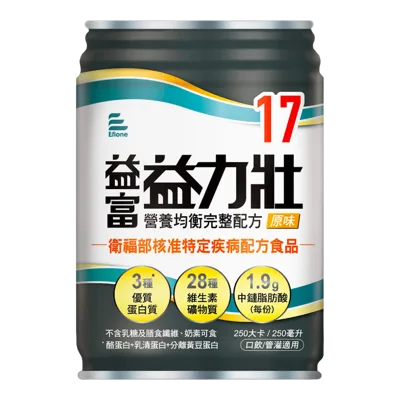 Efione
17
益富
益力壯
營養均衡完整配方 原味
衛福部核准特定疾病配方食品
3種*
優質
蛋白質
28種
維生素
礦物質
1.9g
中鏈脂肪酸
(每份)
不含乳糖及膳食纖維、奶素可食
*酪蛋白+乳清蛋白+分離黃豆蛋白
250大卡/250毫升
口飲/管灌適用